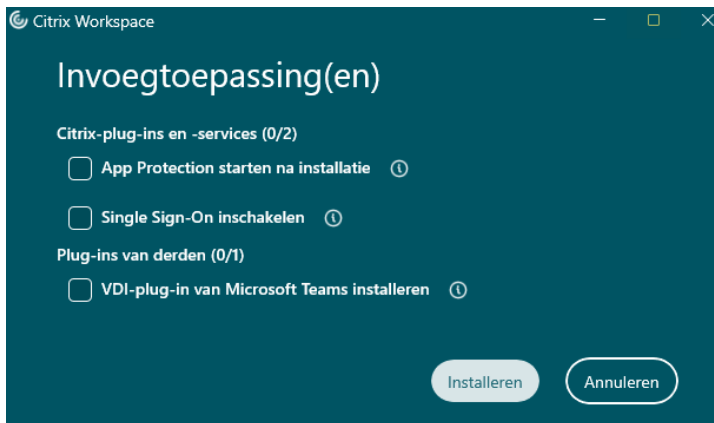 Citrix Workspace
Invoegtoepassing(en)
Citrix-plug-ins en -services (0/2)
App Protection starten na installatie
Single Sign-On inschakelen
Plug-ins van derden (0/1)
VDI-plug-in van Microsoft Teams installeren
Installeren Annuleren